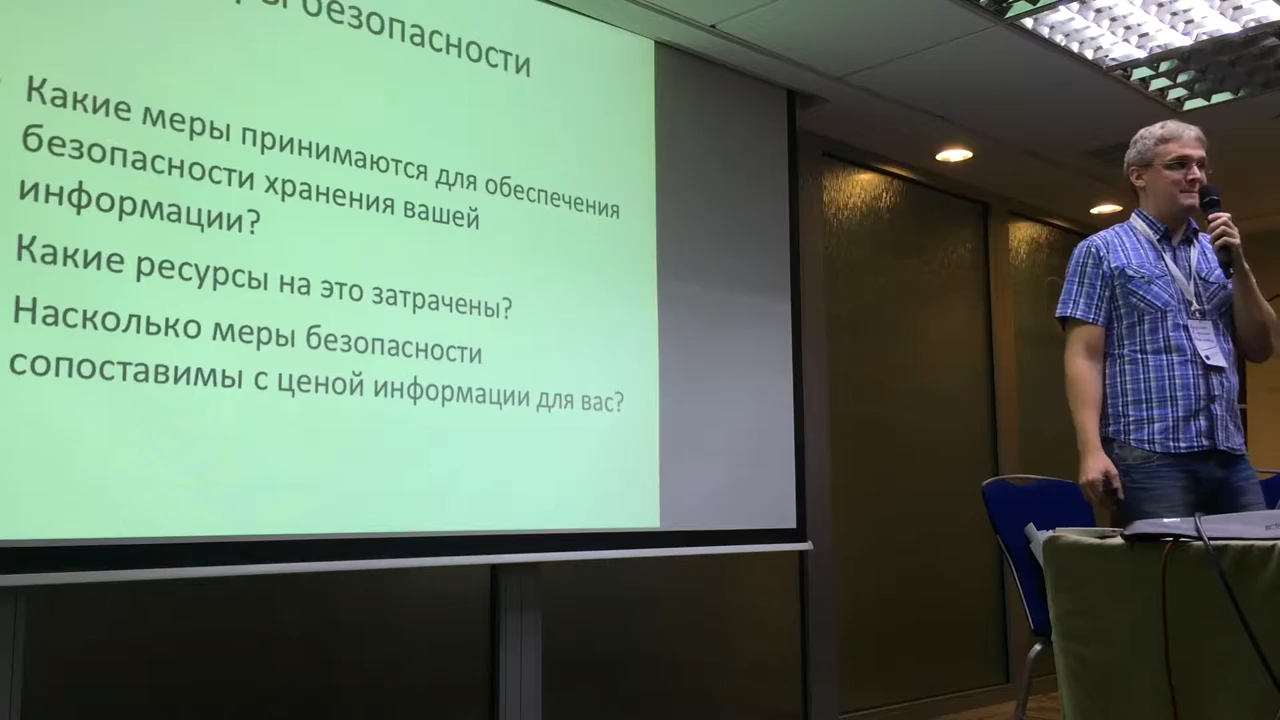 безопасности
Какие меры принимаются для обеспечения
безопасности хранения вашей
информации?
Какие ресурсы на это затрачены?
Насколько меры безопасности
сопоставимы с ценой информации для вас?